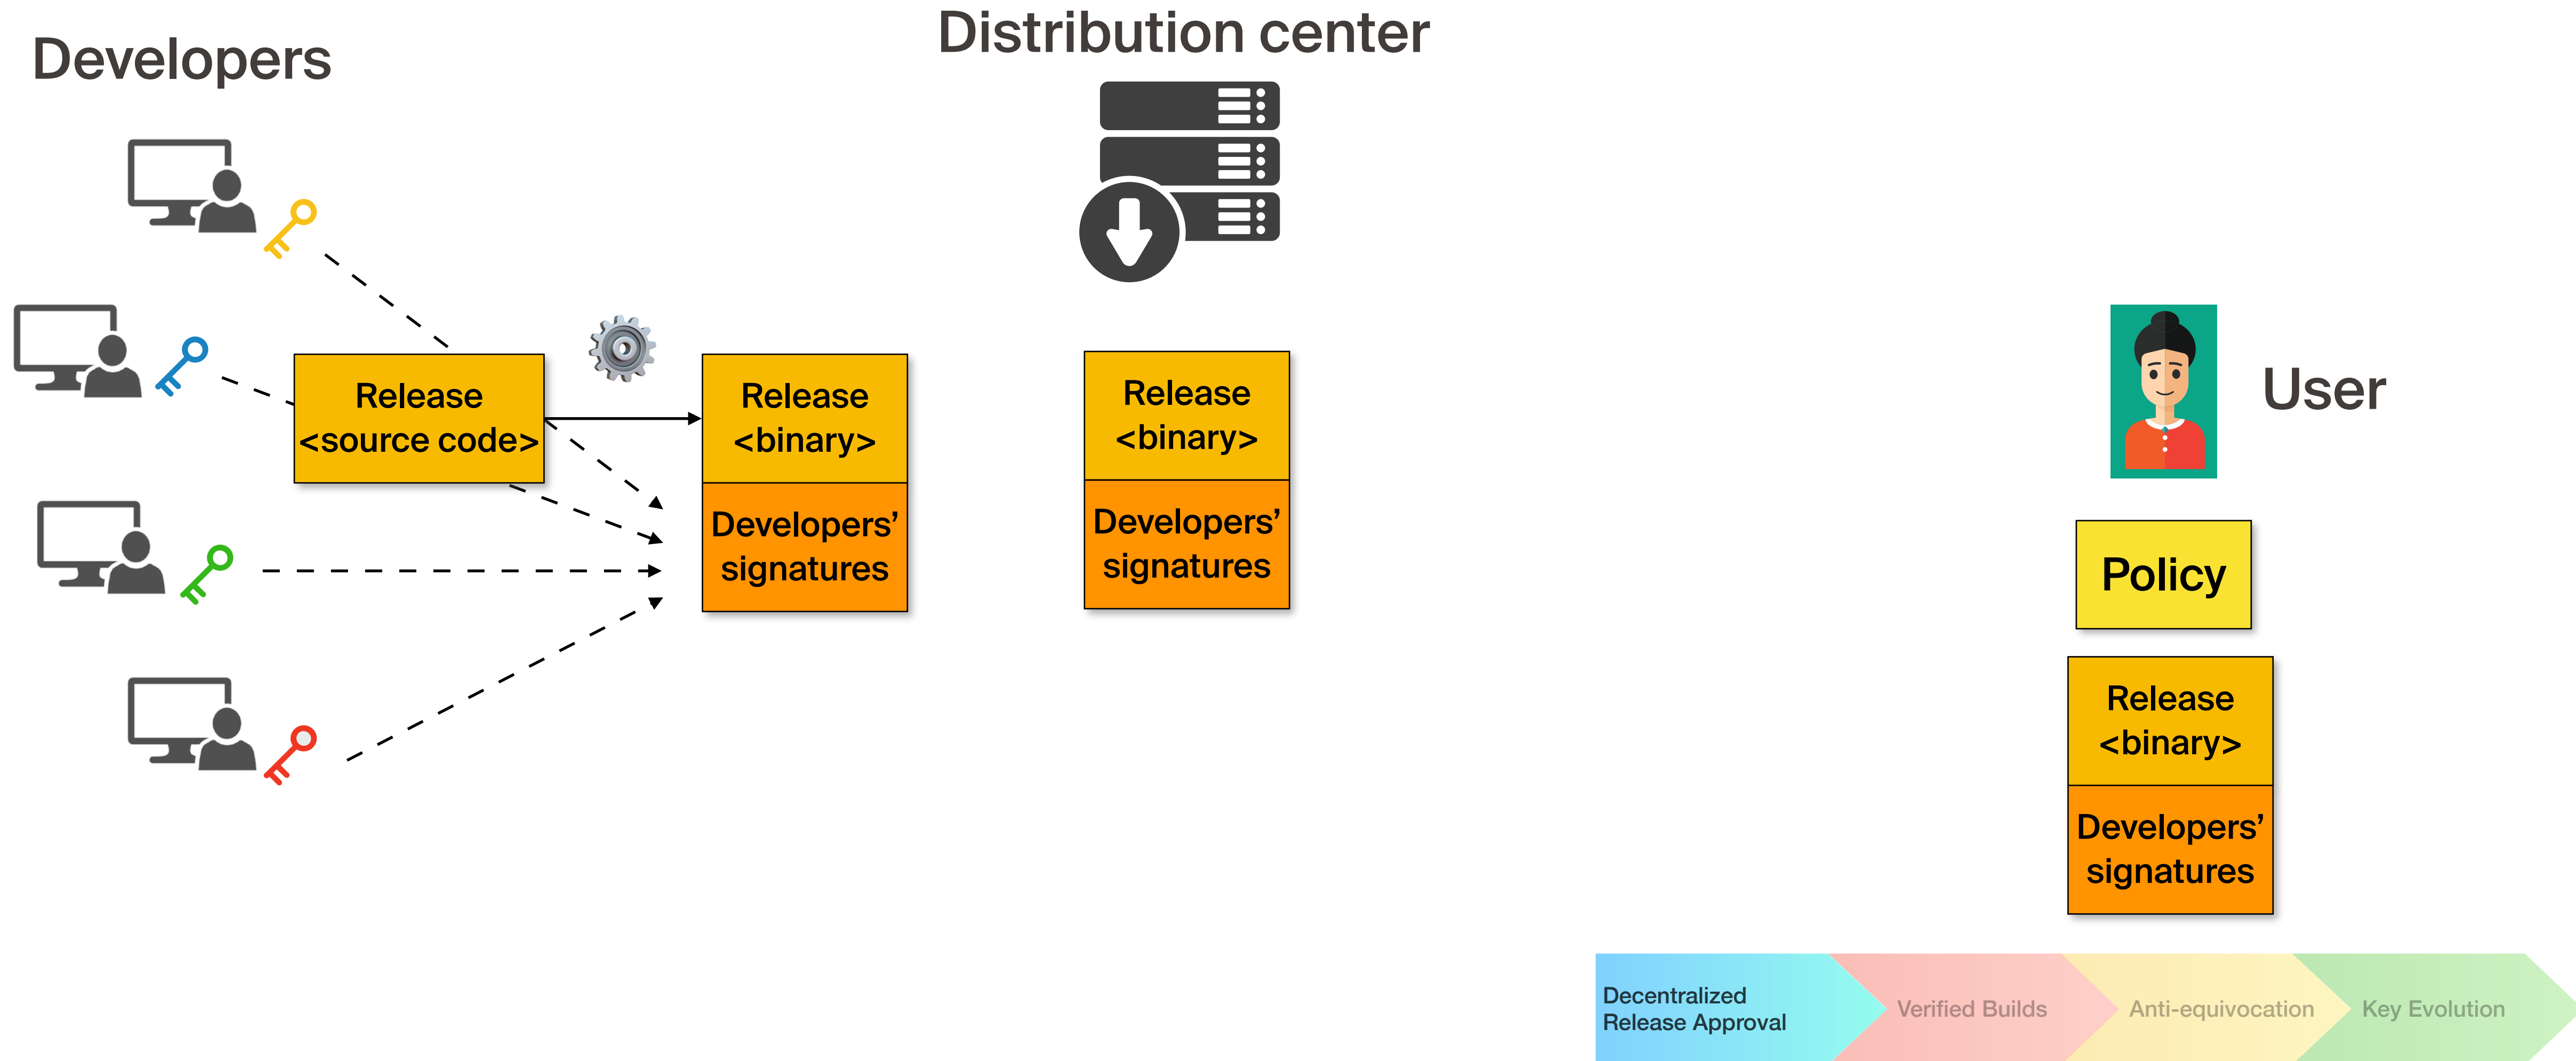 Developers
Distribution center
Release
<source code>
Release
<binary>
Developers’
signatures
Release
<binary>
Developers’
signatures
User
Policy
Release
<binary>
Developers’
signatures
Decentralized
Release Approval
Verified Builds
Anti-equivocation
Key Evolution